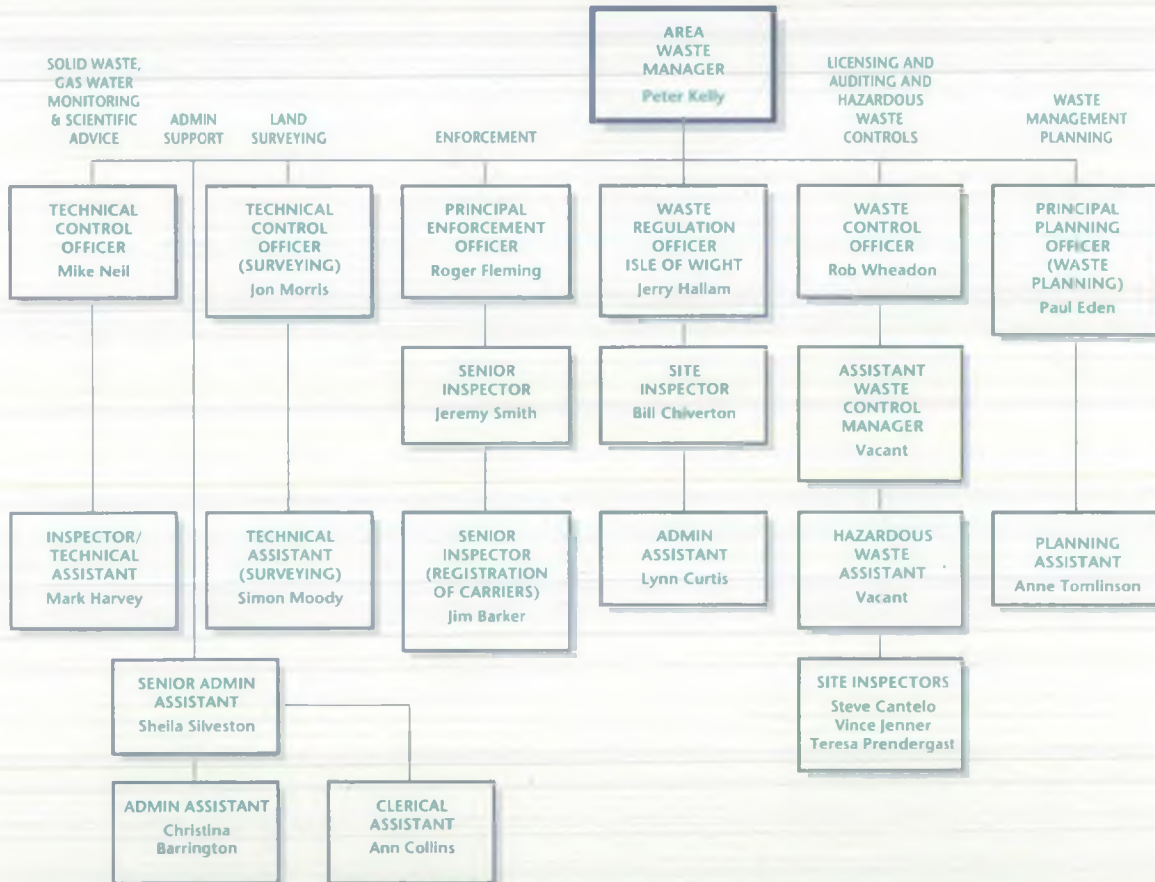 AREA
WASTE
MANAGER
Peter Kelly
SOLID WASTE,
GAS WATER
MONITORING
& SCIENTIFIC
ADVICE
ADMIN
SUPPORT
LAND
SURVEYING
ENFORCEMENT
LICENSING AND
AUDITING AND
HAZARDOUS
WASTE
CONTROLS
WASTE
MANAGEMENT
PLANNING
TECHNICAL
CONTROL
OFFICER
Mike Neil
TECHNICAL
CONTROL
OFFICER
(SURVEYING)
Jon Morris
PRINCIPAL
ENFORCEMENT
OFFICER
Roger Fleming
WASTE
REGULATION
OFFICER
ISLE OF WIGHT
Jerry Hallam
WASTE
CONTROL
OFFICER
Rob Wheadon
PRINCIPAL
PLANNING
OFFICER
(WASTE
PLANNING)
Paul Eden
SENIOR
INSPECTOR
Jeremy Smith
SITE
INSPECTOR
Bill Chiverton
ASSISTANT
WASTE
CONTROL
MANAGER
Vacant
INSPECTOR/
TECHNICAL
ASSISTANT
Mark Harvey
TECHNICAL
ASSISTANT
(SURVEYING)
Simon Moody
SENIOR
INSPECTOR
(REGISTRATION
OF CARRIERS)
Jim Barker
ADMIN
ASSISTANT
Lynn Curtis
HAZARDOUS
WASTE
ASSISTANT
Vacant
PLANNING
ASSISTANT
Anne Tomlinson
SENIOR ADMIN
ASSISTANT
Sheila Silveston
SITE INSPECTORS
Steve Cantelo
Vince Jenner
Teresa Prendergast
ADMIN ASSISTANT
Christina
Barrington
CLERICAL
ASSISTANT
Ann Collins